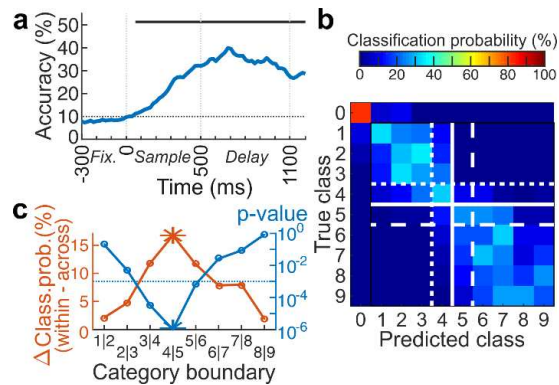 a
Accuracy (%)
50
40
30
20
10
0
Fix. Sample Delay
-300 0 500 1100
Time (ms)
b
Classification probability (%)
0 20 40 60 80 100
True class
0
1
2
3
4
5
6
7
8
9
0 1 2 3 4 5 6 7 8 9
Predicted class
c
p-value
ΔClass.prob.(%)
(within - across)
15
10
5
0
10^0
10^-2
10^-4
10^-6
1|2 2|3 3|4 4|5 5|6 6|7 7|8 8|9
Category boundary